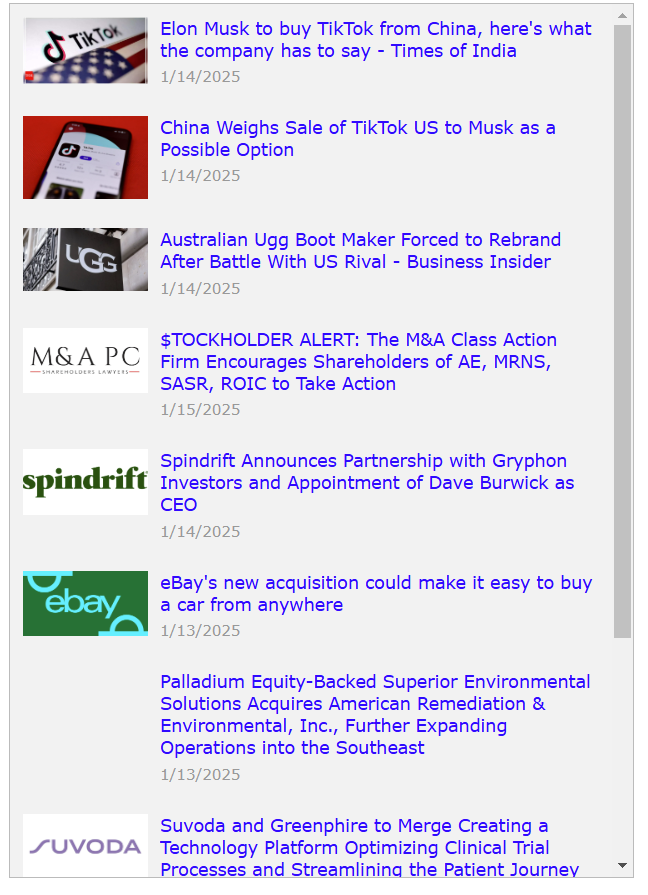 TikTok
Elon Musk to buy TikTok from China, here's what
the company has to say - Times of India
1/14/2025
China Weighs Sale of TikTok US to Musk as a
Possible Option
1/14/2025
UGG
Australian Ugg Boot Maker Forced to Rebrand
After Battle With US Rival - Business Insider
1/14/2025
M&A PC
SHAREHOLDERS LAWYERS
$TOCKHOLDER ALERT: The M&A Class Action
Firm Encourages Shareholders of AE, MRNS,
SASR, ROIC to Take Action
1/15/2025
spindrift
Spindrift Announces Partnership with Gryphon
Investors and Appointment of Dave Burwick as
CEO
1/14/2025
ebay
eBay's new acquisition could make it easy to buy
a car from anywhere
1/13/2025
Palladium Equity-Backed Superior Environmental
Solutions Acquires American Remediation &
Environmental, Inc., Further Expanding
Operations into the Southeast
1/13/2025
SUVODA
Suvoda and Greenphire to Merge Creating a
Technology Platform Optimizing Clinical Trial
Processes and Streamlining the Patient Journey